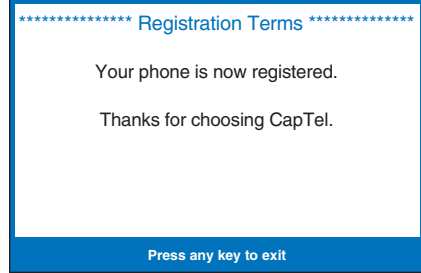 *************** Registration Terms **************
Your phone is now registered.
Thanks for choosing CapTel.
Press any key to exit